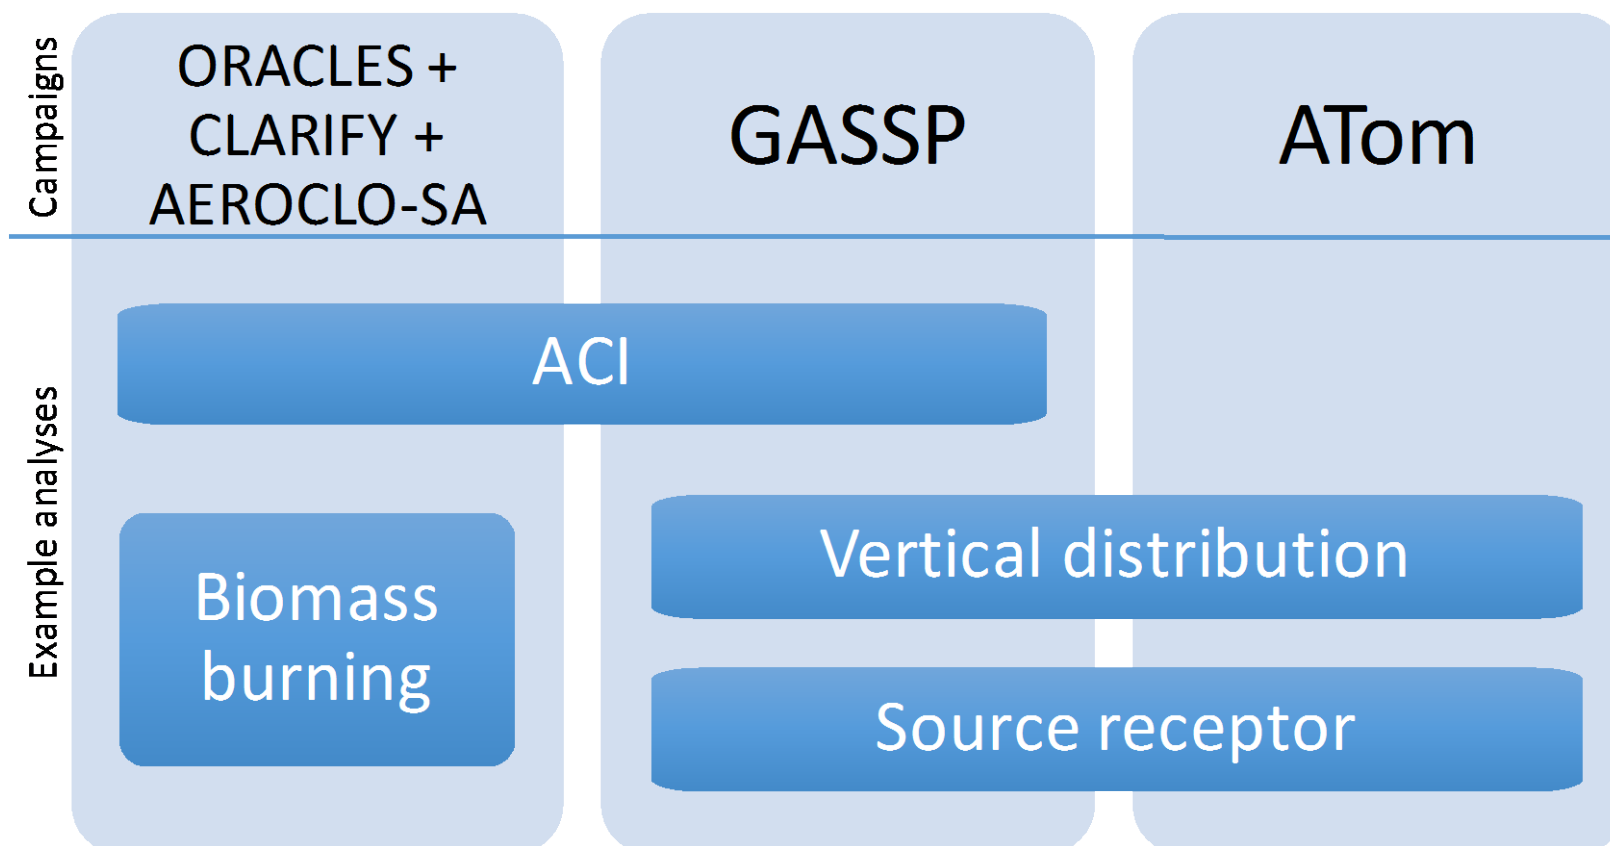 Campaigns
ORACLES +
CLARIFY +
AEROCLO-SA
GASSP
ATom
Example analyses
ACI
Biomass
burning
Vertical distribution
Source receptor